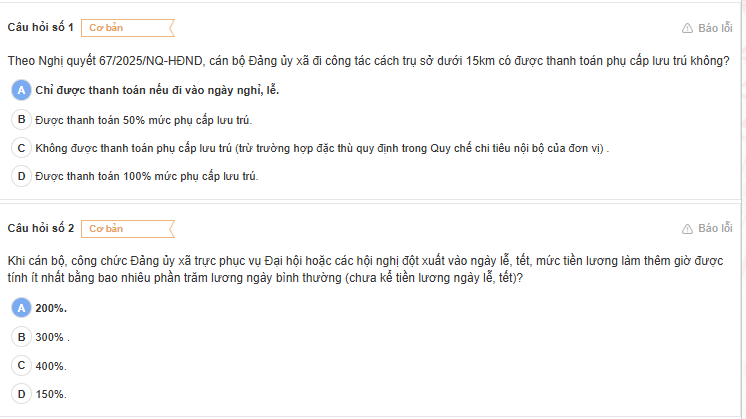 Câu hỏi số 1 Cơ bản Báo lỗi
Theo Nghị quyết 67/2025/NQ-HĐND, cán bộ Đảng ủy xã đi công tác cách trụ sở dưới 15km có được thanh toán phụ cấp lưu trú không?
A Chỉ được thanh toán nếu đi vào ngày nghỉ, lễ.
B Được thanh toán 50% mức phụ cấp lưu trú.
C Không được thanh toán phụ cấp lưu trú (trừ trường hợp đặc thù quy định trong Quy chế chi tiêu nội bộ của đơn vị) .
D Được thanh toán 100% mức phụ cấp lưu trú.
Câu hỏi số 2 Cơ bản Báo lỗi
Khi cán bộ, công chức Đảng ủy xã trực phục vụ Đại hội hoặc các hội nghị đột xuất vào ngày lễ, tết, mức tiền lương làm thêm giờ được
tính ít nhất bằng bao nhiêu phần trăm lương ngày bình thường (chưa kể tiền lương ngày lễ, tết)?
A 200%.
B 300% .
C 400%.
D 150%.